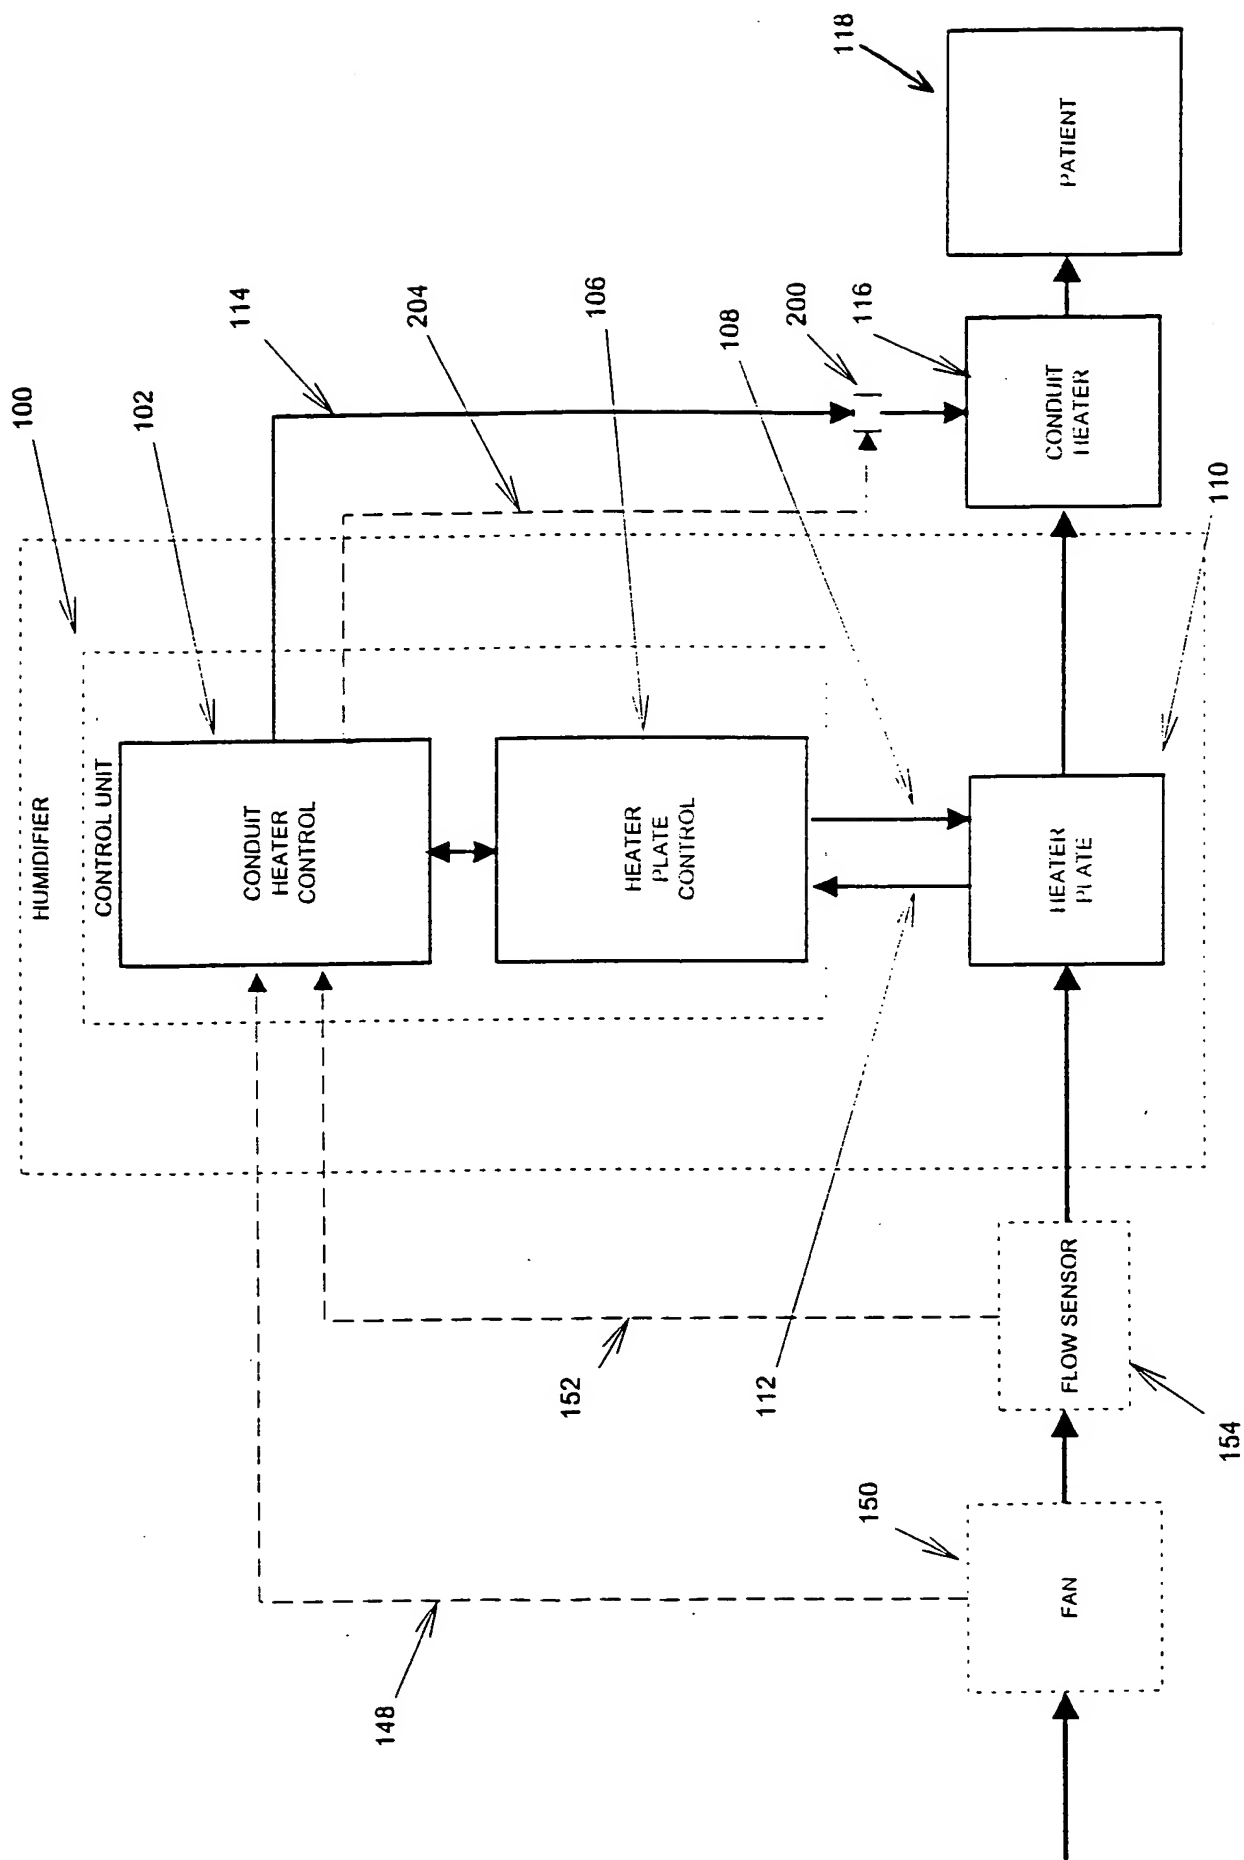 HUMIDIFIER
100
CONTROL UNIT
102
CONDUIT
HEATER
CONTROL
114
204
HEATER
PLATE
CONTROL
106
148
152
112
108
200
116
118
150
FAN
FLOW SENSOR
154
HEATER
PLATE
110
CONDUIT
HEATER
PATIENT